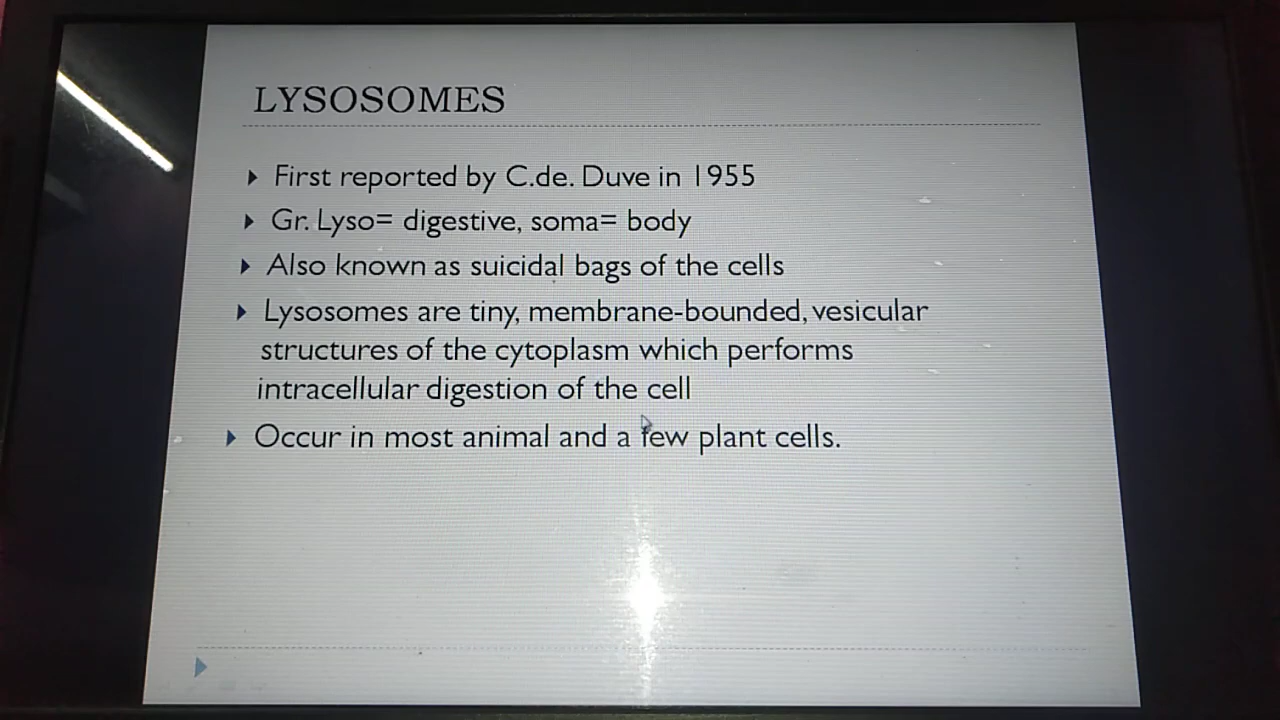 LYSOSOMES
First reported by C.de. Duve in 1955
Gr. Lyso= digestive, soma= body
Also known as suicidal bags of the cells
Lysosomes are tiny, membrane-bounded, vesicular
structures of the cytoplasm which performs
intracellular digestion of the cell
Occur in most animal and a few plant cells.